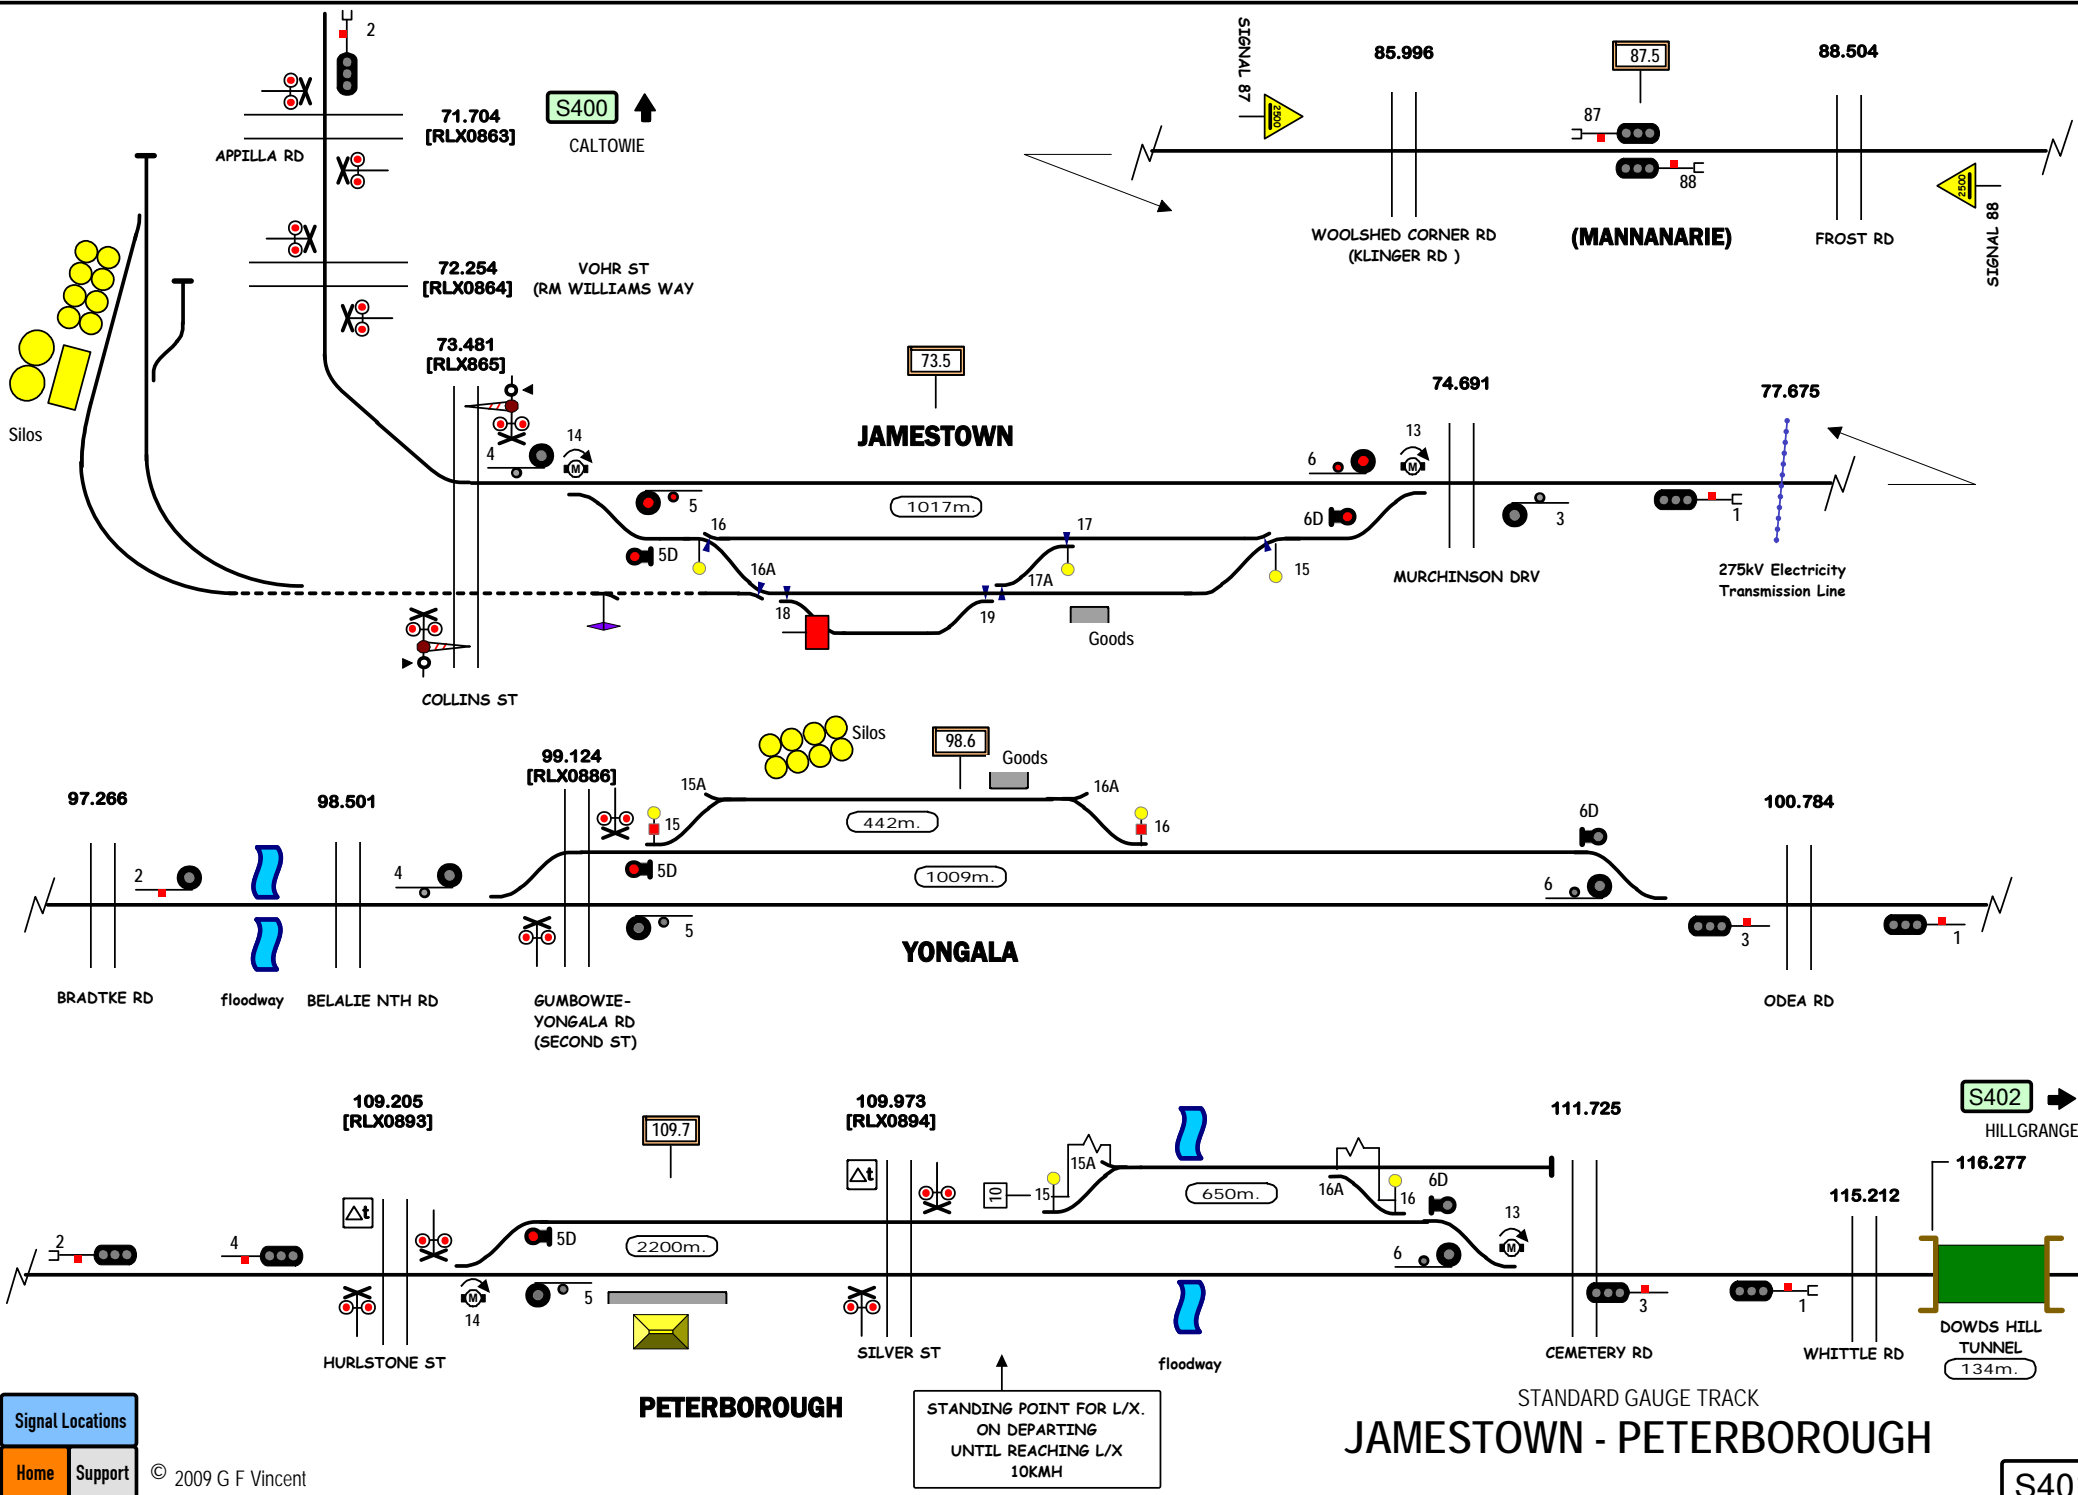 2
71.704
[RLX0863]
S400
CALTOWIE
APPILLA RD
72.254
[RLX0864]
VOHR ST
(RM WILLIAMS WAY
SIGNAL 87
2500
85.996
87.5
88.504
87
88
2500
SIGNAL 88
WOOLSHED CORNER RD
(KLINGER RD )
(MANNANARIE)
FROST RD
Silos
73.481
[RLX865]
73.5
JAMESTOWN
74.691
77.675
4
14
M
6
13
M
5
1017m.
6D
3
1
5D
16
17
16A
17A
15
18
19
Goods
MURCHINSON DRV
275kV Electricity
Transmission Line
COLLINS ST
97.266
98.501
99.124
[RLX0886]
Silos
98.6
Goods
100.784
15A
16A
15
442m.
16
6D
2
4
5D
1009m.
6
5
3
1
YONGALA
BRADTKE RD
floodway
BELALIE NTH RD
GUMBOWIE-
YONGALA RD
(SECOND ST)
ODEA RD
109.205
[RLX0893]
109.7
109.973
[RLX0894]
111.725
S402
HILLGRANGE
116.277
115.212
Δt
Δt
10
15
15A
650m.
16A
16
6D
13
M
2
4
5D
2200m.
6
14
M
5
3
1
HURLSTONE ST
SILVER ST
floodway
CEMETERY RD
WHITTLE RD
DOWDS HILL
TUNNEL
134m.
PETERBOROUGH
STANDING POINT FOR L/X.
ON DEPARTING
UNTIL REACHING L/X
10KMH
STANDARD GAUGE TRACK
JAMESTOWN - PETERBOROUGH
Signal Locations
Home
Support
© 2009 G F Vincent